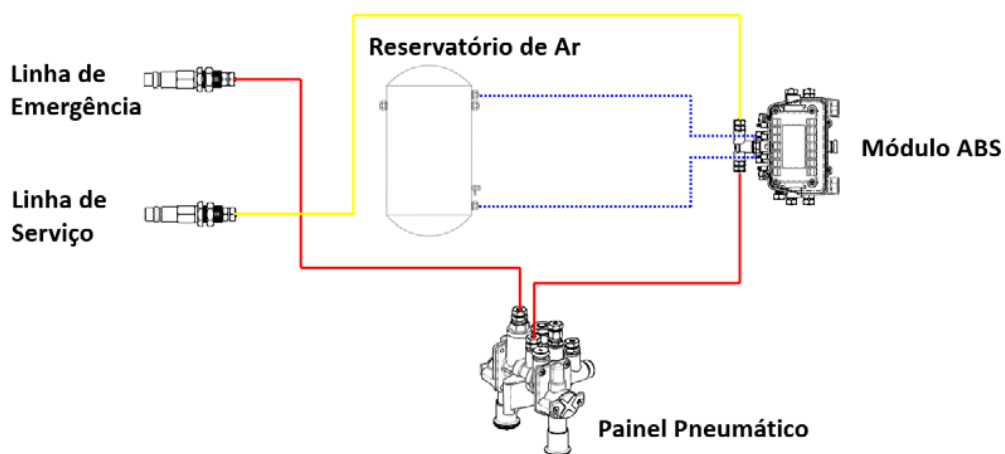 Reservatório de Ar
Linha de
Emergência
Módulo ABS
Linha de
Serviço
Painel Pneumático